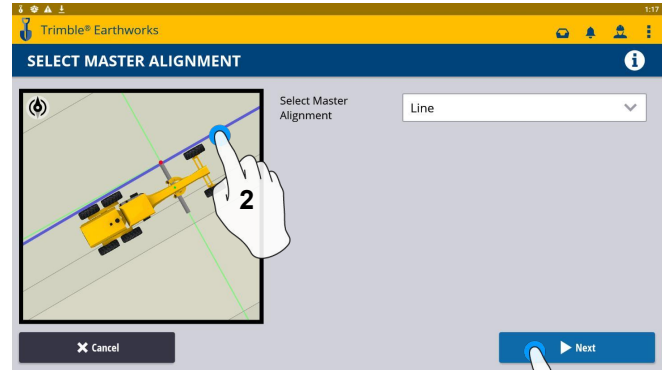 1:17
Trimble® Earthworks
SELECT MASTER ALIGNMENT
Select Master
Alignment
Line
2
Cancel
Next